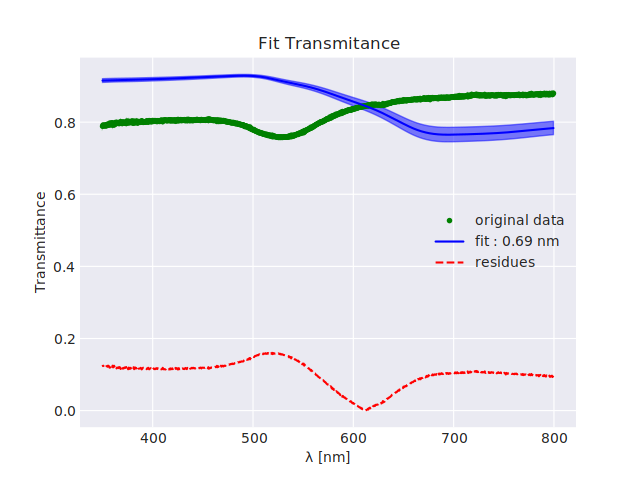 Fit Transmitance
Transmittance
0.8
0.6
0.4
0.2
0.0
original data
fit : 0.69 nm
residues
400 500 600 700 800
λ [nm]